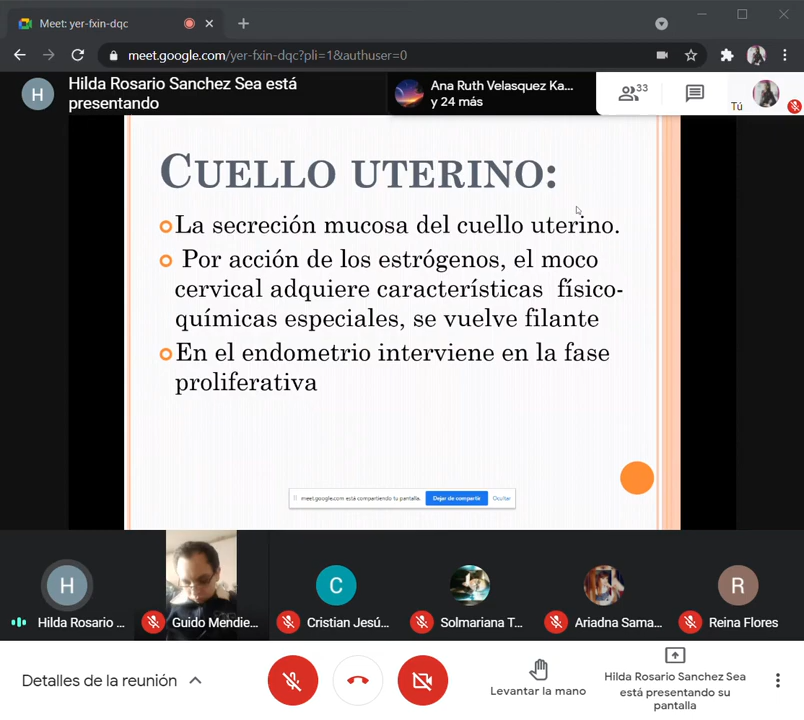 Meet: yer-fxin-dqc
meet.google.com/yer-fxin-dqc?pli=1&authuser=0
H
Hilda Rosario Sanchez Sea está
presentando
Ana Ruth Velasquez Ka...
y 24 más
33
Tú
CUELLO UTERINO:
La secreción mucosa del cuello uterino.
Por acción de los estrógenos, el moco
cervical adquiere características físico-
químicas especiales, se vuelve filante
En el endometrio interviene en la fase
proliferativa
meet.google.com está compartiendo tu pantalla.
Dejar de compartir
Ocultar
H
C
R
Hilda Rosario ...
Guido Mendie...
Cristian Jesú...
Solmariana T...
Ariadna Sama...
Reina Flores
Detalles de la reunión
Levantar la mano
Hilda Rosario Sanchez Sea
está presentando su
pantalla